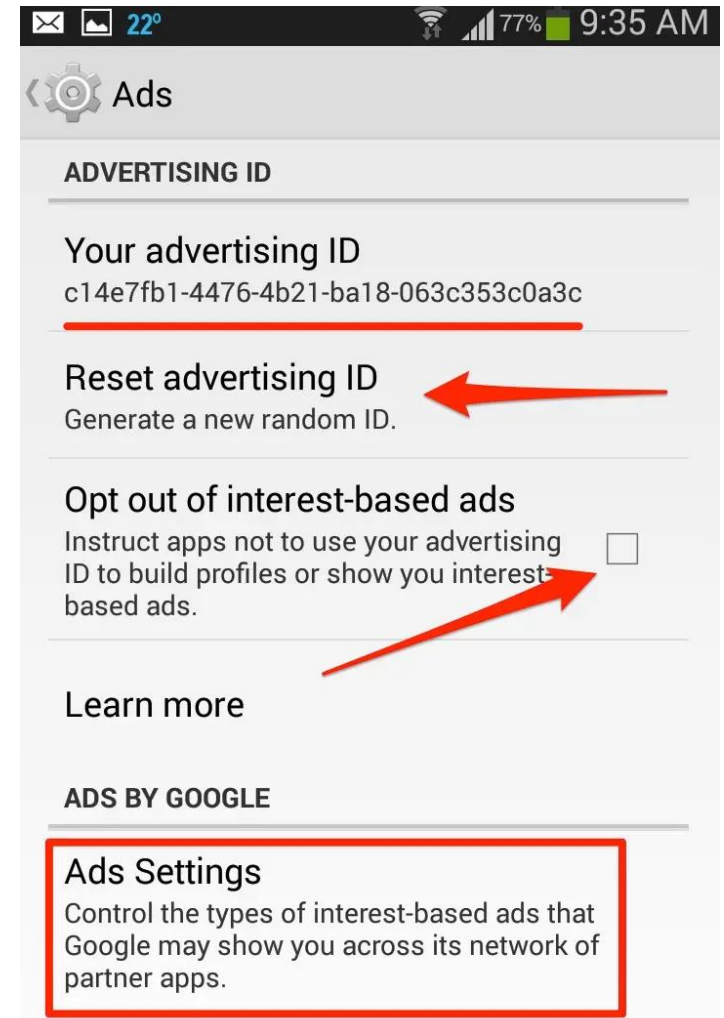 22°
77%
9:35 AM
Ads
ADVERTISING ID
Your advertising ID
c14e7fb1-4476-4b21-ba18-063c353c0a3c
Reset advertising ID
Generate a new random ID.
Opt out of interest-based ads
Instruct apps not to use your advertising
ID to build profiles or show you interest-
based ads.
Learn more
ADS BY GOOGLE
Ads Settings
Control the types of interest-based ads that
Google may show you across its network of
partner apps.